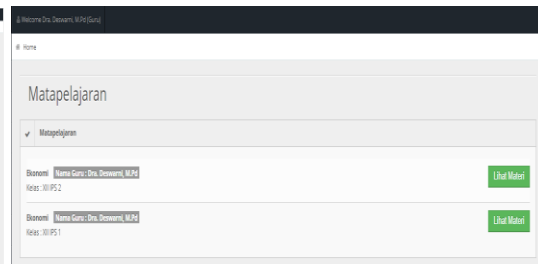 Welcome Dra. Deswarni, M.Pd (Guru)
Home
Matapelajaran
Matapelajaran
Ekonomi Nama Guru : Dra. Deswarni, M.Pd
Lihat Materi
Kelas : XII IPS 2
Ekonomi Nama Guru : Dra. Deswarni, M.Pd
Lihat Materi
Kelas : XII IPS 1